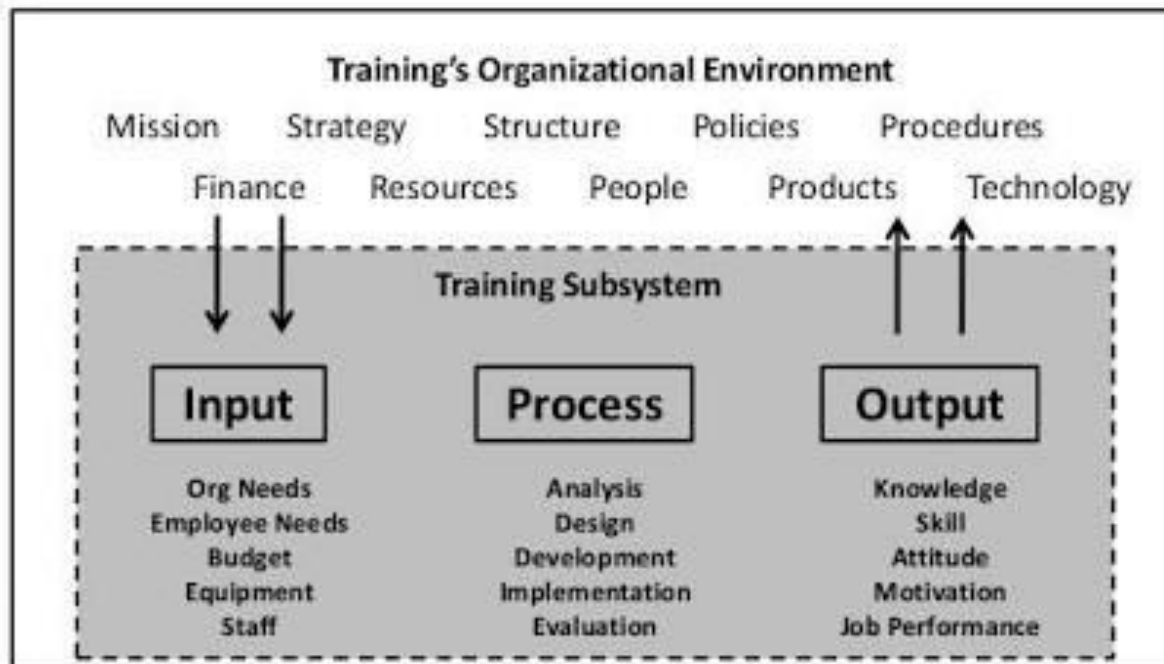 Training's Organizational Environment
Mission Strategy Structure Policies Procedures
Finance Resources People Products Technology
Training Subsystem
Input
Org Needs
Employee Needs
Budget
Equipment
Staff
Process
Analysis
Design
Development
Implementation
Evaluation
Output
Knowledge
Skill
Attitude
Motivation
Job Performance